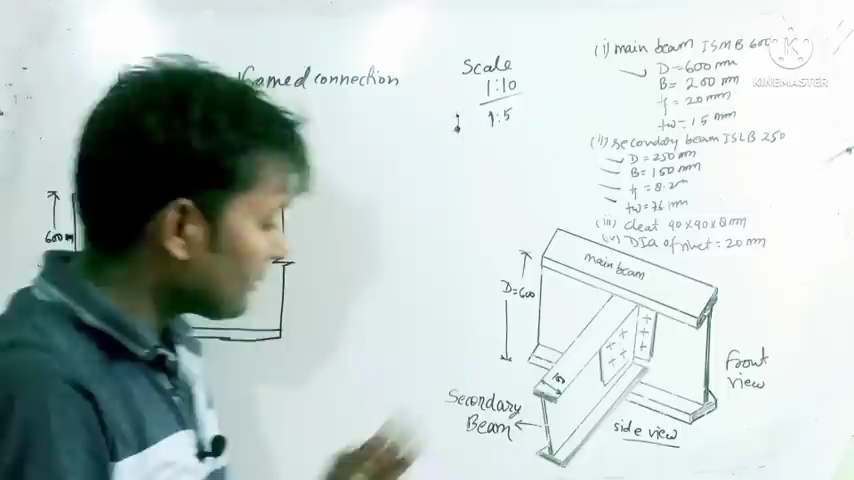 Framed connection
Scale
1:10
1:5
(i) main beam ISMB 600
D = 600 mm
B = 200 mm
tf = 20 mm
tw = 15 mm
(ii) secondary beam ISLB 250
D = 250 mm
B = 150 mm
tf = 8.2 mm
tw = 7.6 mm
(iii) cleat 90 x 90 x 8 mm
(iv) DIA of rivet = 20 mm
K
KINEMASTER
600 m
main beam
D=600
150
Front
view
Secondary
Beam
side view